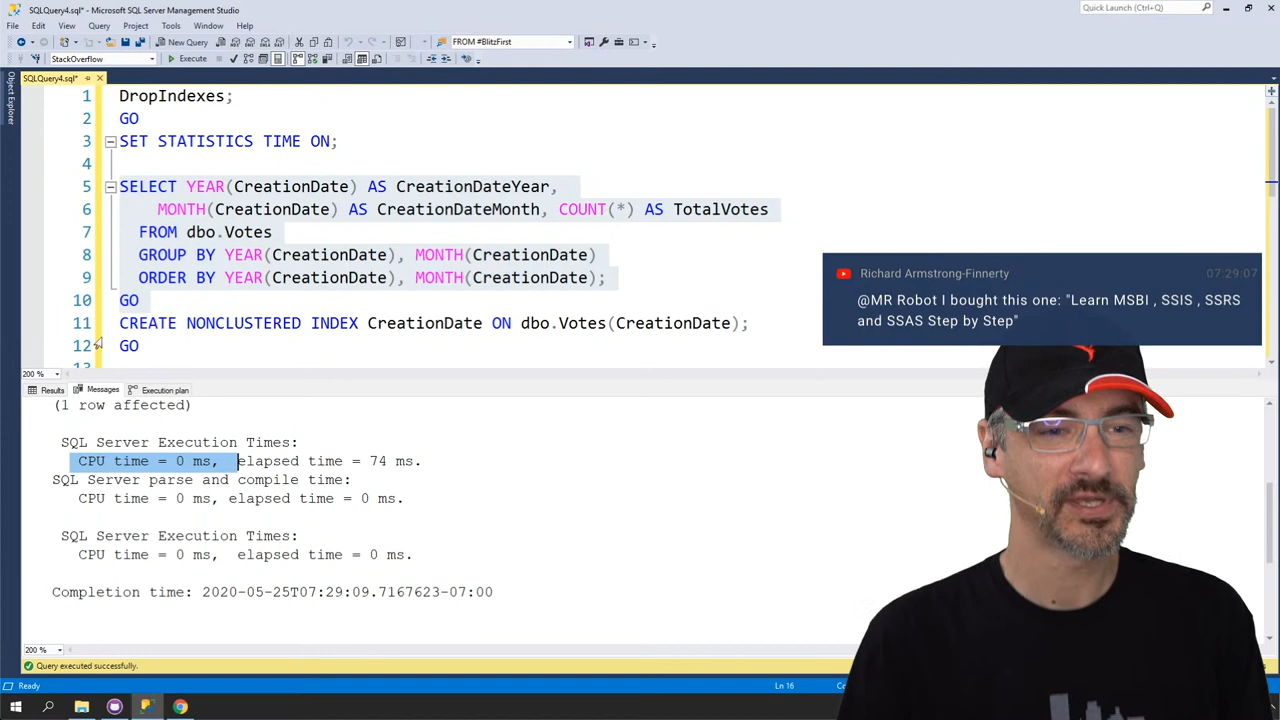 SQLQuery4.sql* - Microsoft SQL Server Management Studio
Quick Launch (Ctrl+Q)
File Edit View Query Project Tools Window Help
New Query
FROM #BlitzFirst
StackOverflow
Execute
SQLQuery4.sql*
Object Explorer
1 DropIndexes;
2 GO
3 SET STATISTICS TIME ON;
4
5 SELECT YEAR(CreationDate) AS CreationDateYear,
6 MONTH(CreationDate) AS CreationDateMonth, COUNT(*) AS TotalVotes
7 FROM dbo.Votes
8 GROUP BY YEAR(CreationDate), MONTH(CreationDate)
9 ORDER BY YEAR(CreationDate), MONTH(CreationDate);
10 GO
11 CREATE NONCLUSTERED INDEX CreationDate ON dbo.Votes(CreationDate);
12 GO
13
Richard Armstrong-Finnerty 07:29:07
@MR Robot I bought this one: "Learn MSBI , SSIS , SSRS
and SSAS Step by Step"
200 %
Results Messages Execution plan
(1 row affected)
SQL Server Execution Times:
CPU time = 0 ms, elapsed time = 74 ms.
SQL Server parse and compile time:
CPU time = 0 ms, elapsed time = 0 ms.
SQL Server Execution Times:
CPU time = 0 ms, elapsed time = 0 ms.
Completion time: 2020-05-25T07:29:09.7167623-07:00
200 %
Query executed successfully.
Ready Ln 16